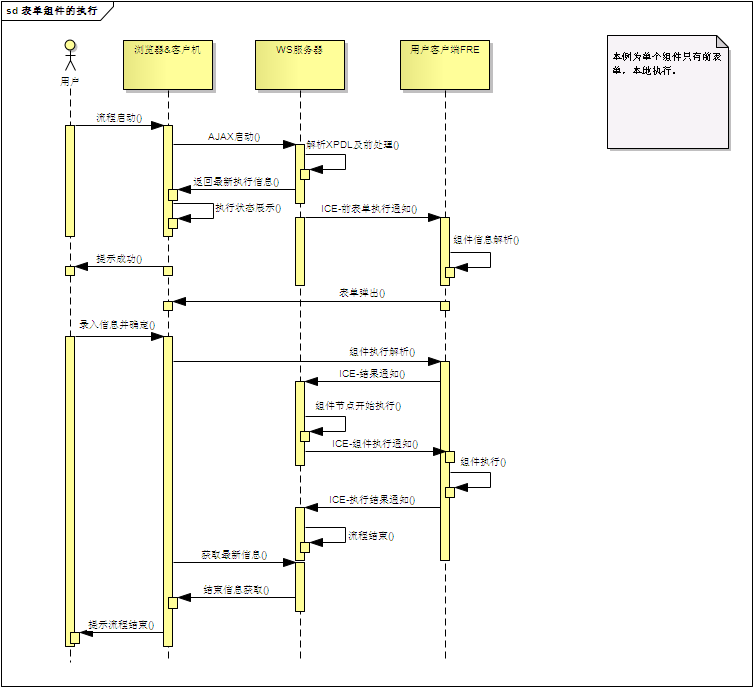 sd 表单组件的执行
用户
浏览器&客户机
WS服务器
用户客户端FRE
本例为单个组件只有前表
单，本地执行。
流程启动()
AJAX启动()
解析XPDL及前处理()
返回最新执行信息()
执行状态展示()
ICE-前表单执行通知()
组件信息解析()
提示成功()
表单弹出()
录入信息并确定()
组件执行解析()
ICE-结果通知()
组件节点开始执行()
ICE-组件执行通知()
组件执行()
ICE-执行结果通知()
流程结束()
获取最新信息()
结束信息获取()
提示流程结束()